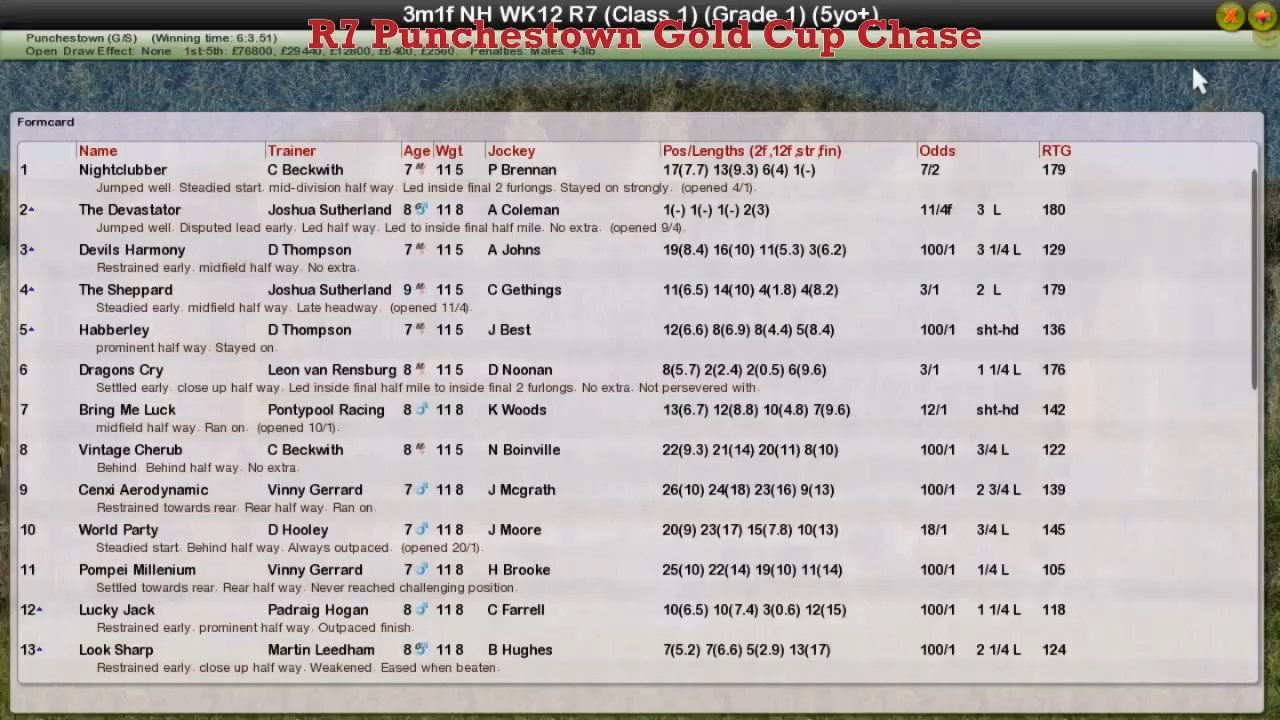 3m1f NH WK12 R7 (Class 1) (Grade 1) (5yo+)
R7 Punchestown Gold Cup Chase
Punchestown (G/S) (Winning time: 6:3.51)
Open Draw Effect: None 1st-5th: £76800, £29440, £12800, £6400, £2560. Penalties: Males: +3lb
Formcard
Name Trainer Age Wgt Jockey Pos/Lengths (2f,12f,str,fin) Odds RTG
1 Nightclubber C Beckwith 7 11 5 P Brennan 17(7.7) 13(9.3) 6(4) 1(-) 7/2 179
Jumped well. Steadied start. mid-division half way. Led inside final 2 furlongs. Stayed on strongly. (opened 4/1).
2 The Devastator Joshua Sutherland 8 11 8 A Coleman 1(-) 1(-) 1(-) 2(3) 11/4f 3 L 180
Jumped well. Disputed lead early. Led half way. Led to inside final half mile. No extra. (opened 9/4).
3 Devils Harmony D Thompson 7 11 5 A Johns 19(8.4) 16(10) 11(5.3) 3(6.2) 100/1 3 1/4 L 129
Restrained early. midfield half way. No extra.
4 The Sheppard Joshua Sutherland 9 11 5 C Gethings 11(6.5) 14(10) 4(1.8) 4(8.2) 3/1 2 L 179
Steadied early. midfield half way. Late headway. (opened 11/4).
5 Habberley D Thompson 7 11 5 J Best 12(6.6) 8(6.9) 8(4.4) 5(8.4) 100/1 sht-hd 136
prominent half way. Stayed on.
6 Dragons Cry Leon van Rensburg 8 11 5 D Noonan 8(5.7) 2(2.4) 2(0.5) 6(9.6) 3/1 1 1/4 L 176
Settled early. close up half way. Led inside final half mile to inside final 2 furlongs. No extra. Not persevered with.
7 Bring Me Luck Pontypool Racing 8 11 8 K Woods 13(6.7) 12(8.8) 10(4.8) 7(9.6) 12/1 sht-hd 142
midfield half way. Ran on. (opened 10/1).
8 Vintage Cherub C Beckwith 8 11 5 N Boinville 22(9.3) 21(14) 20(11) 8(10) 100/1 3/4 L 122
Behind. Behind half way. No extra.
9 Cenxi Aerodynamic Vinny Gerrard 7 11 8 J Mcgrath 26(10) 24(18) 23(16) 9(13) 100/1 2 3/4 L 139
Restrained towards rear. Rear half way. Ran on.
10 World Party D Hooley 7 11 8 J Moore 20(9) 23(17) 15(7.8) 10(13) 18/1 3/4 L 145
Steadied start. Behind half way. Always outpaced. (opened 20/1).
11 Pompei Millenium Vinny Gerrard 7 11 8 H Brooke 25(10) 22(14) 19(10) 11(14) 100/1 1/4 L 105
Settled towards rear. Rear half way. Never reached challenging position.
12 Lucky Jack Padraig Hogan 8 11 8 C Farrell 10(6.5) 10(7.4) 3(0.6) 12(15) 100/1 1 1/4 L 118
Restrained early. prominent half way. Outpaced finish.
13 Look Sharp Martin Leedham 8 11 8 B Hughes 7(5.2) 7(6.6) 5(2.9) 13(17) 100/1 2 1/4 L 124
Restrained early. close up half way. Weakened. Eased when beaten.